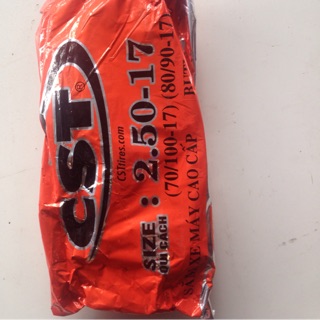 CST®
CSTtires.com
SIZE
QUI CÁCH
: 2.50-17
(70/100-17) (80/90-17)
XE MÁY CAO CẤP